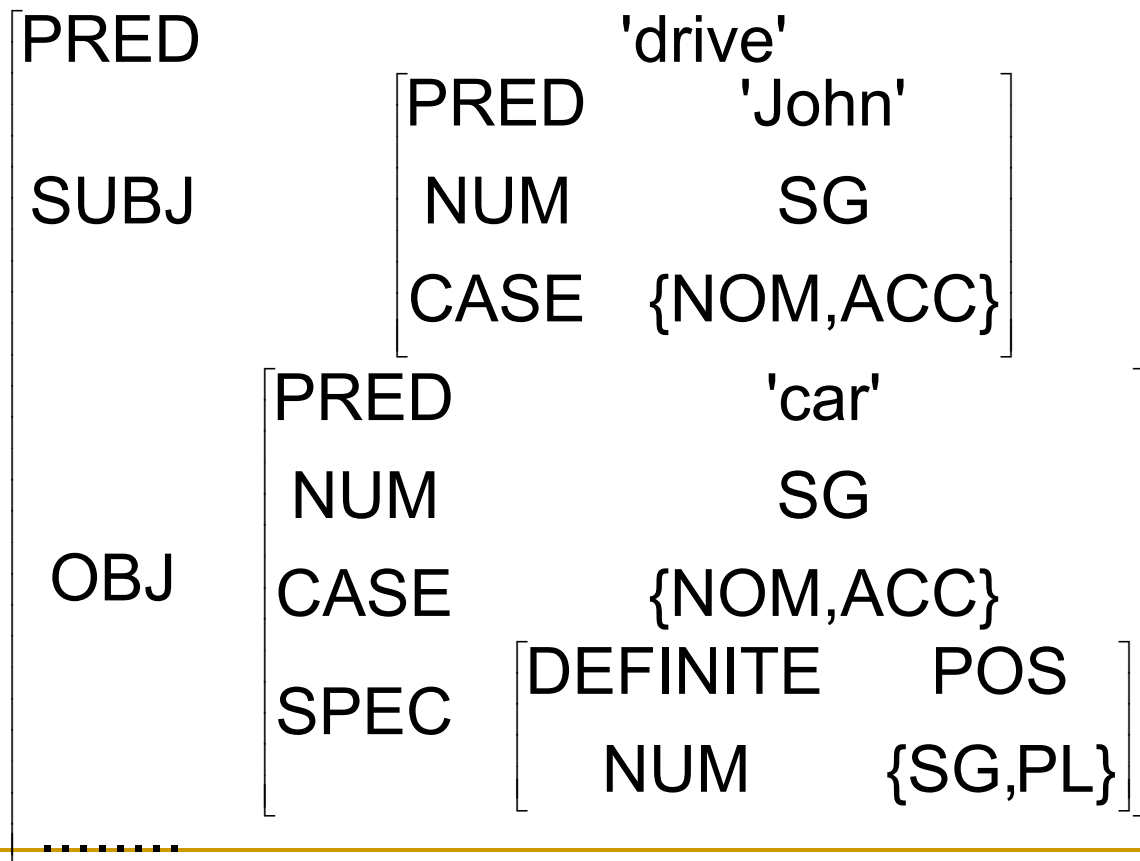 PRED 'drive'
PRED 'John'
SUBJ NUM SG
CASE {NOM,ACC}
PRED 'car'
NUM SG
OBJ CASE {NOM,ACC}
DEFINITE POS
SPEC
NUM {SG,PL}
........